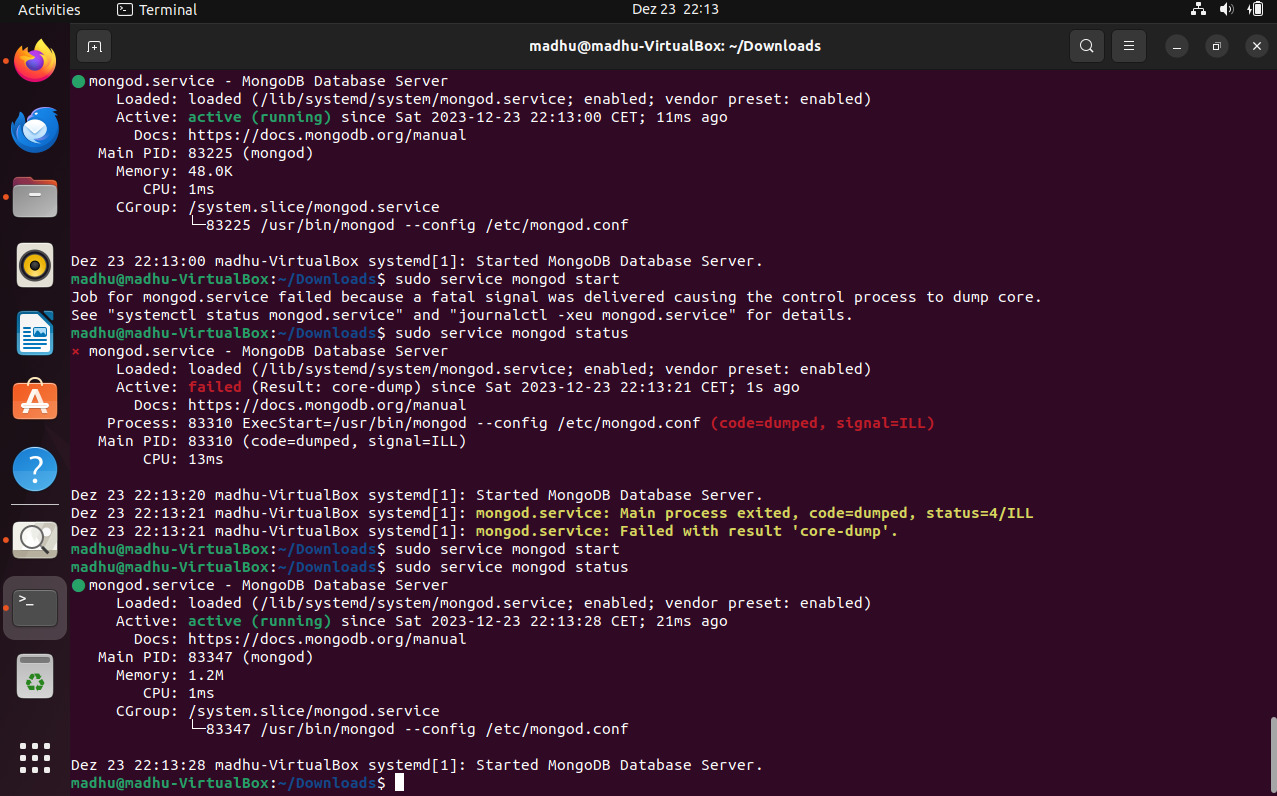 Activities
Terminal
Dez 23 22:13
madhu@madhu-VirtualBox: ~/Downloads
mongod.service - MongoDB Database Server
Loaded: loaded (/lib/systemd/system/mongod.service; enabled; vendor preset: enabled)
Active: active (running) since Sat 2023-12-23 22:13:00 CET; 11ms ago
Docs: https://docs.mongodb.org/manual
Main PID: 83225 (mongod)
Memory: 48.0K
CPU: 1ms
CGroup: /system.slice/mongod.service
└─83225 /usr/bin/mongod --config /etc/mongod.conf
Dez 23 22:13:00 madhu-VirtualBox systemd[1]: Started MongoDB Database Server.
madhu@madhu-VirtualBox:~/Downloads$ sudo service mongod start
Job for mongod.service failed because a fatal signal was delivered causing the control process to dump core.
See "systemctl status mongod.service" and "journalctl -xeu mongod.service" for details.
madhu@madhu-VirtualBox:~/Downloads$ sudo service mongod status
× mongod.service - MongoDB Database Server
Loaded: loaded (/lib/systemd/system/mongod.service; enabled; vendor preset: enabled)
Active: failed (Result: core-dump) since Sat 2023-12-23 22:13:21 CET; 1s ago
Docs: https://docs.mongodb.org/manual
Process: 83310 ExecStart=/usr/bin/mongod --config /etc/mongod.conf (code=dumped, signal=ILL)
Main PID: 83310 (code=dumped, signal=ILL)
CPU: 13ms
Dez 23 22:13:20 madhu-VirtualBox systemd[1]: Started MongoDB Database Server.
Dez 23 22:13:21 madhu-VirtualBox systemd[1]: mongod.service: Main process exited, code=dumped, status=4/ILL
Dez 23 22:13:21 madhu-VirtualBox systemd[1]: mongod.service: Failed with result 'core-dump'.
madhu@madhu-VirtualBox:~/Downloads$ sudo service mongod start
madhu@madhu-VirtualBox:~/Downloads$ sudo service mongod status
mongod.service - MongoDB Database Server
Loaded: loaded (/lib/systemd/system/mongod.service; enabled; vendor preset: enabled)
Active: active (running) since Sat 2023-12-23 22:13:28 CET; 21ms ago
Docs: https://docs.mongodb.org/manual
Main PID: 83347 (mongod)
Memory: 1.2M
CPU: 1ms
CGroup: /system.slice/mongod.service
└─83347 /usr/bin/mongod --config /etc/mongod.conf
Dez 23 22:13:28 madhu-VirtualBox systemd[1]: Started MongoDB Database Server.
madhu@madhu-VirtualBox:~/Downloads$